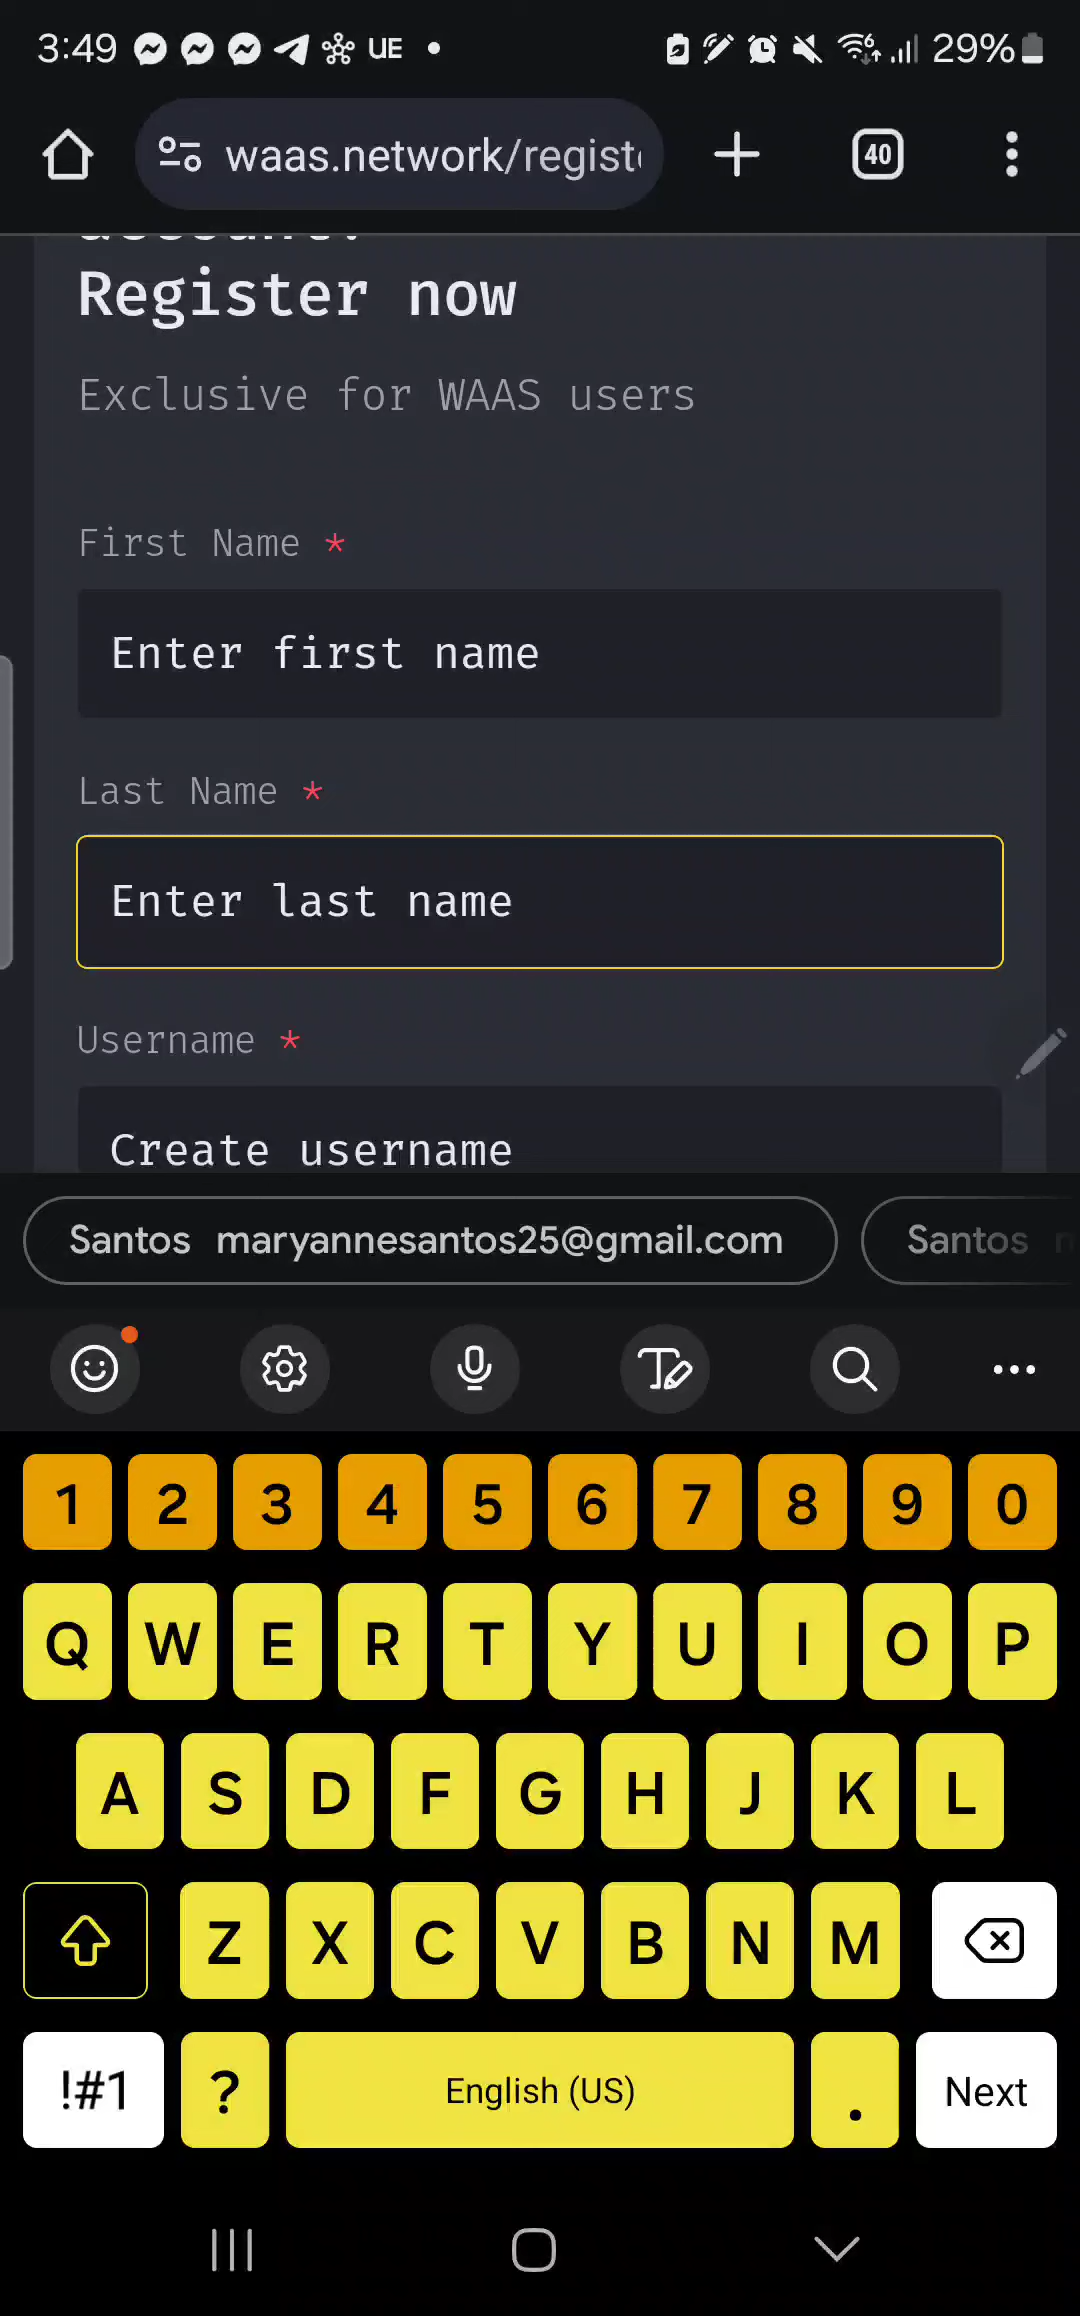 3:49 UE 29%
waas.network/regist
40
Register now
Exclusive for WAAS users
First Name *
Enter first name
Last Name *
Enter last name
Username *
Create username
Santos maryannesantos25@gmail.com Santos
1 2 3 4 5 6 7 8 9 0
Q W E R T Y U I O P
A S D F G H J K L
Z X C V B N M
!#1 ? English (US) . Next